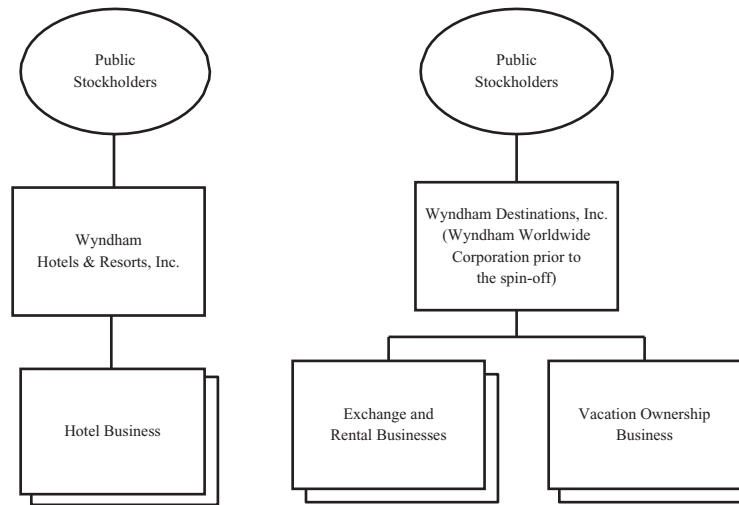 Public
Stockholders
Public
Stockholders
Wyndham
Hotels & Resorts, Inc.
Wyndham Destinations, Inc.
(Wyndham Worldwide
Corporation prior to
the spin-off)
Hotel Business
Exchange and
Rental Businesses
Vacation Ownership
Business